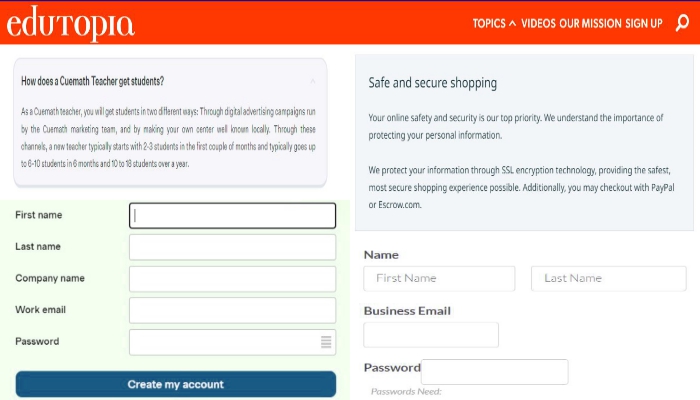 edutopia
TOPICS VIDEOS OUR MISSION SIGN UP
How does a Cuemath Teacher get students?
As a Cuemath teacher, you will get students in two different ways: Through digital advertising campaigns run
by the Cuemath marketing team, and by making your own center well known locally. Through these
channels, a new teacher typically starts with 2-3 students in the first couple of months and typically goes up
to 6-10 students in 6 months and 10 to 18 students over a year.
Safe and secure shopping
Your online safety and security is our top priority. We understand the importance of
protecting your personal information.
We protect your information through SSL encryption technology, providing the safest,
most secure shopping experience possible. Additionally, you may checkout with PayPal
or Escrow.com.
First name
Last name
Company name
Work email
Password
Create my account
Name
First Name
Last Name
Business Email
Password
Passwords Need: